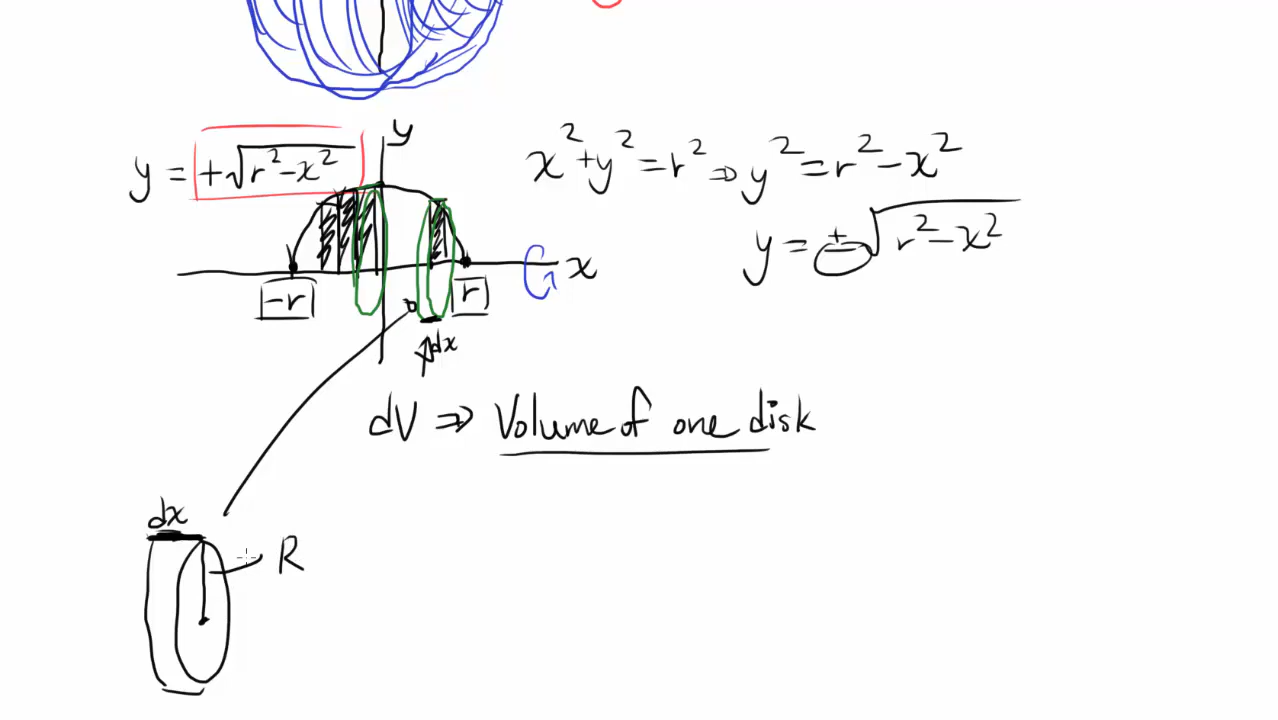 y
y = +√r²-x²
x²+y²=r² ⇒ y²=r²-x²
y = ±√r²-x²
x
-r
r
dx
dV ⇒ Volume of one disk
dx
R